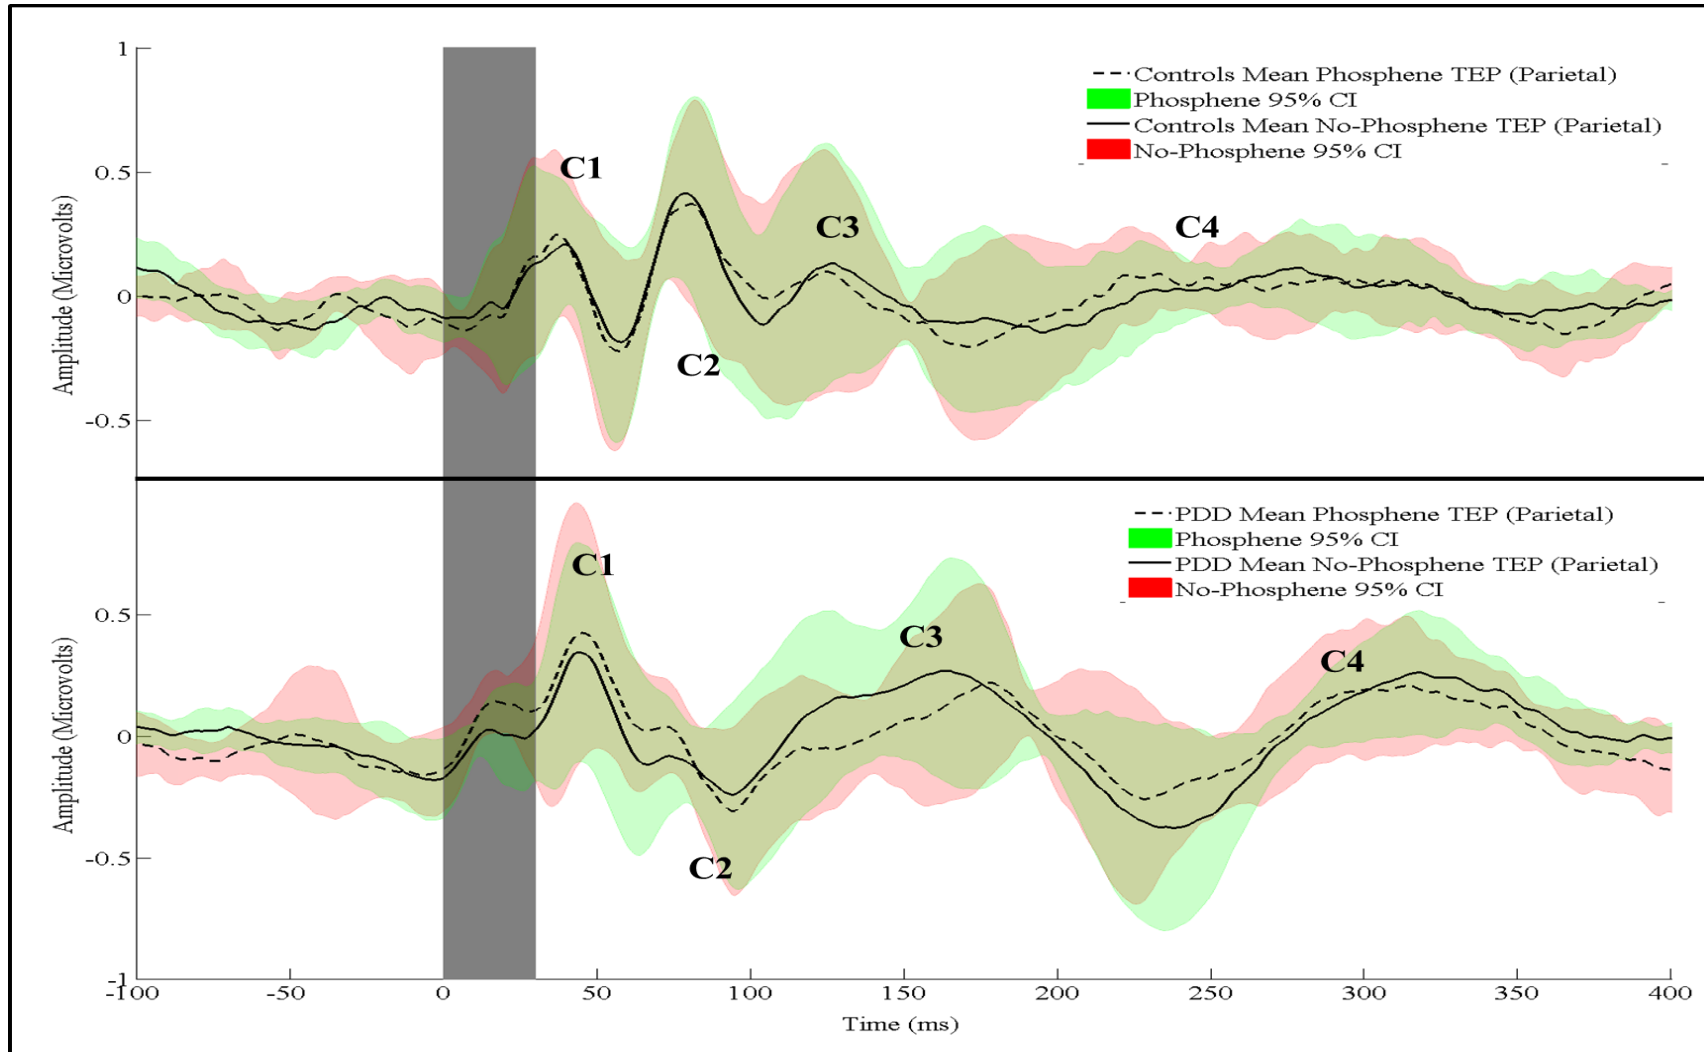 1
0.5
0
-0.5
Amplitude (Microvolts)
Controls Mean Phosphene TEP (Parietal)
Phosphene 95% CI
Controls Mean No-Phosphene TEP (Parietal)
No-Phosphene 95% CI
C1
C2
C3
C4
0.5
0
-0.5
-1
Amplitude (Microvolts)
PDD Mean Phosphene TEP (Parietal)
Phosphene 95% CI
PDD Mean No-Phosphene TEP (Parietal)
No-Phosphene 95% CI
C1
C2
C3
C4
-100 -50 0 50 100 150 200 250 300 350 400
Time (ms)